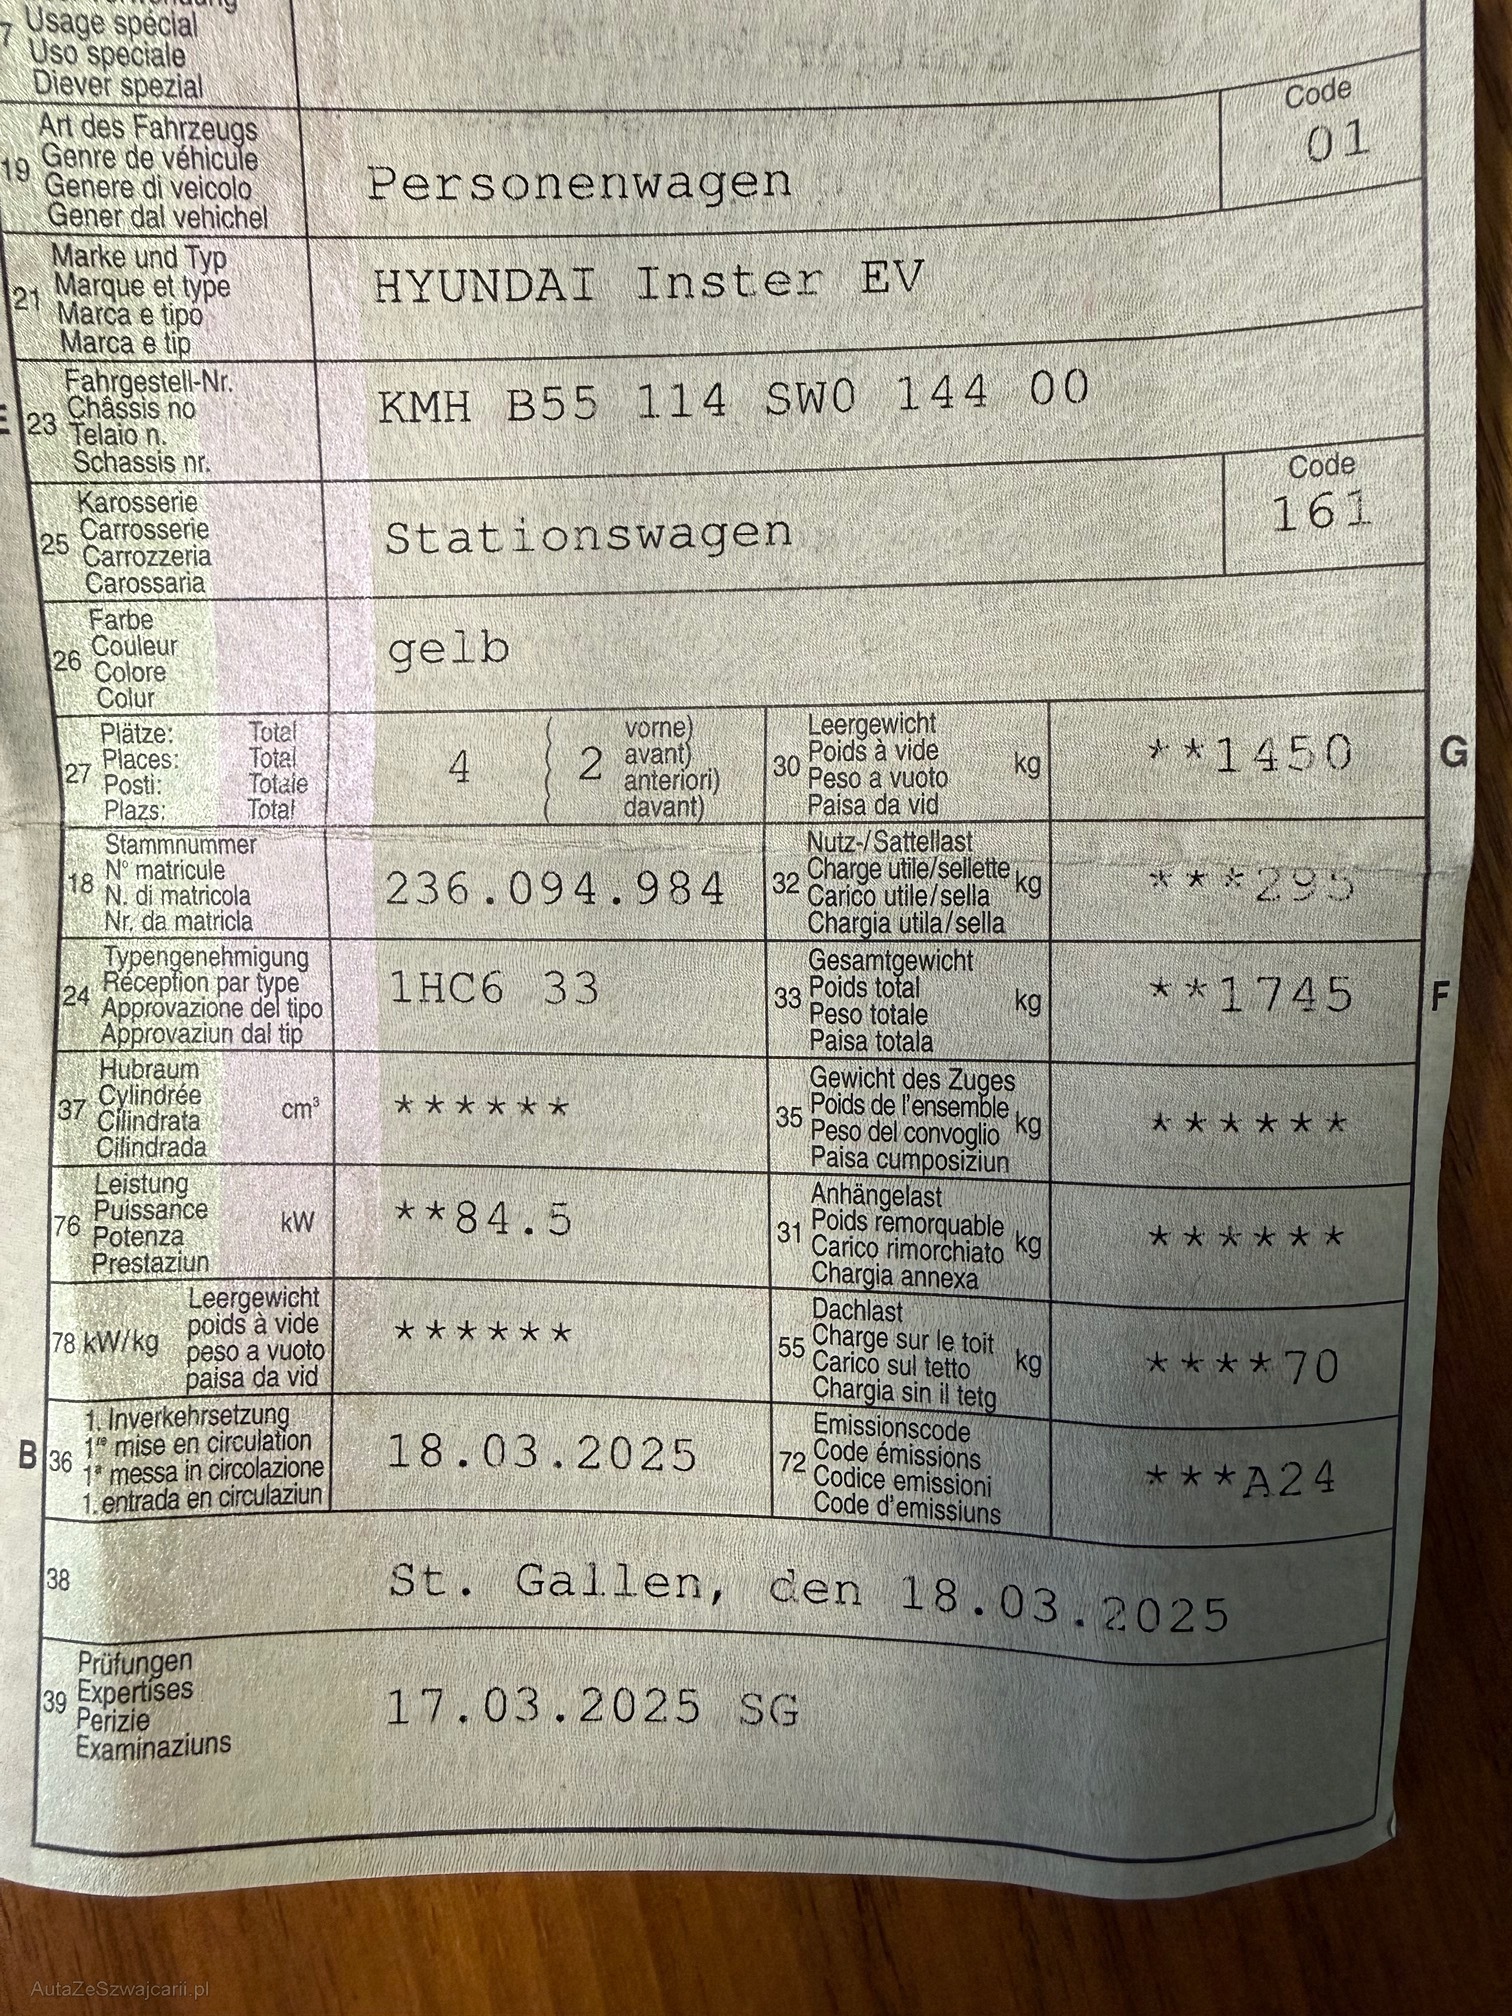 17 Usage spécial
Uso speciale
Diever spezial
Art des Fahrzeugs
19 Genre de véhicule
Genere di veicolo
Gener dal vehichel
Personenwagen
Code
01
Marke und Typ
21 Marque et type
Marca e tipo
Marca e tip
HYUNDAI Inster EV
Fahrgestell-Nr.
E 23 Châssis no
Telaio n.
Schassis nr.
KMH B55 114 SW0 144 00
Karosserie
25 Carrosserie
Carrozzeria
Carossaria
Stationswagen
Code
161
Farbe
26 Couleur
Colore
Colur
gelb
Plätze: Total
27 Places: Total
Posti: Totale
Plazs: Total
4 ( 2 vorne)
avant)
anteriori)
davant)
Leergewicht
30 Poids à vide kg
Peso a vuoto
Paisa da vid
**1450
G
Stammnummer
18 N° matricule
N. di matricola
Nr. da matricla
236.094.984
Nutz-/Sattellast
32 Charge utile/sellette kg
Carico utile/sella
Chargia utila/sella
***295
Typengenehmigung
24 Réception par type
Approvazione del tipo
Approvaziun dal tip
1HC6 33
Gesamtgewicht
33 Poids total kg
Peso totale
Paisa totala
**1745
F
Hubraum
37 Cylindrée cm³
Cilindrata
Cilindrada
******
Gewicht des Zuges
35 Poids de l'ensemble kg
Peso del convoglio
Paisa cumposiziun
******
Leistung
76 Puissance kW
Potenza
Prestaziun
**84.5
Anhängelast
31 Poids remorquable kg
Carico rimorchiato
Chargia annexa
******
Leergewicht
78 kW/kg poids à vide
peso a vuoto
paisa da vid
******
Dachlast
55 Charge sur le toit kg
Carico sul tetto
Chargia sin il tetg
****70
1. Inverkehrsetzung
B 36 1re mise en circulation
1a messa in circolazione
1. entrada en circulaziun
18.03.2025
Emissionscode
72 Code émissions
Codice emissioni
Code d'emissiuns
***A24
38
St. Gallen, den 18.03.2025
Prüfungen
39 Expertises
Perizie
Examinaziuns
17.03.2025 SG
AutaZeSzwajcarii.pl